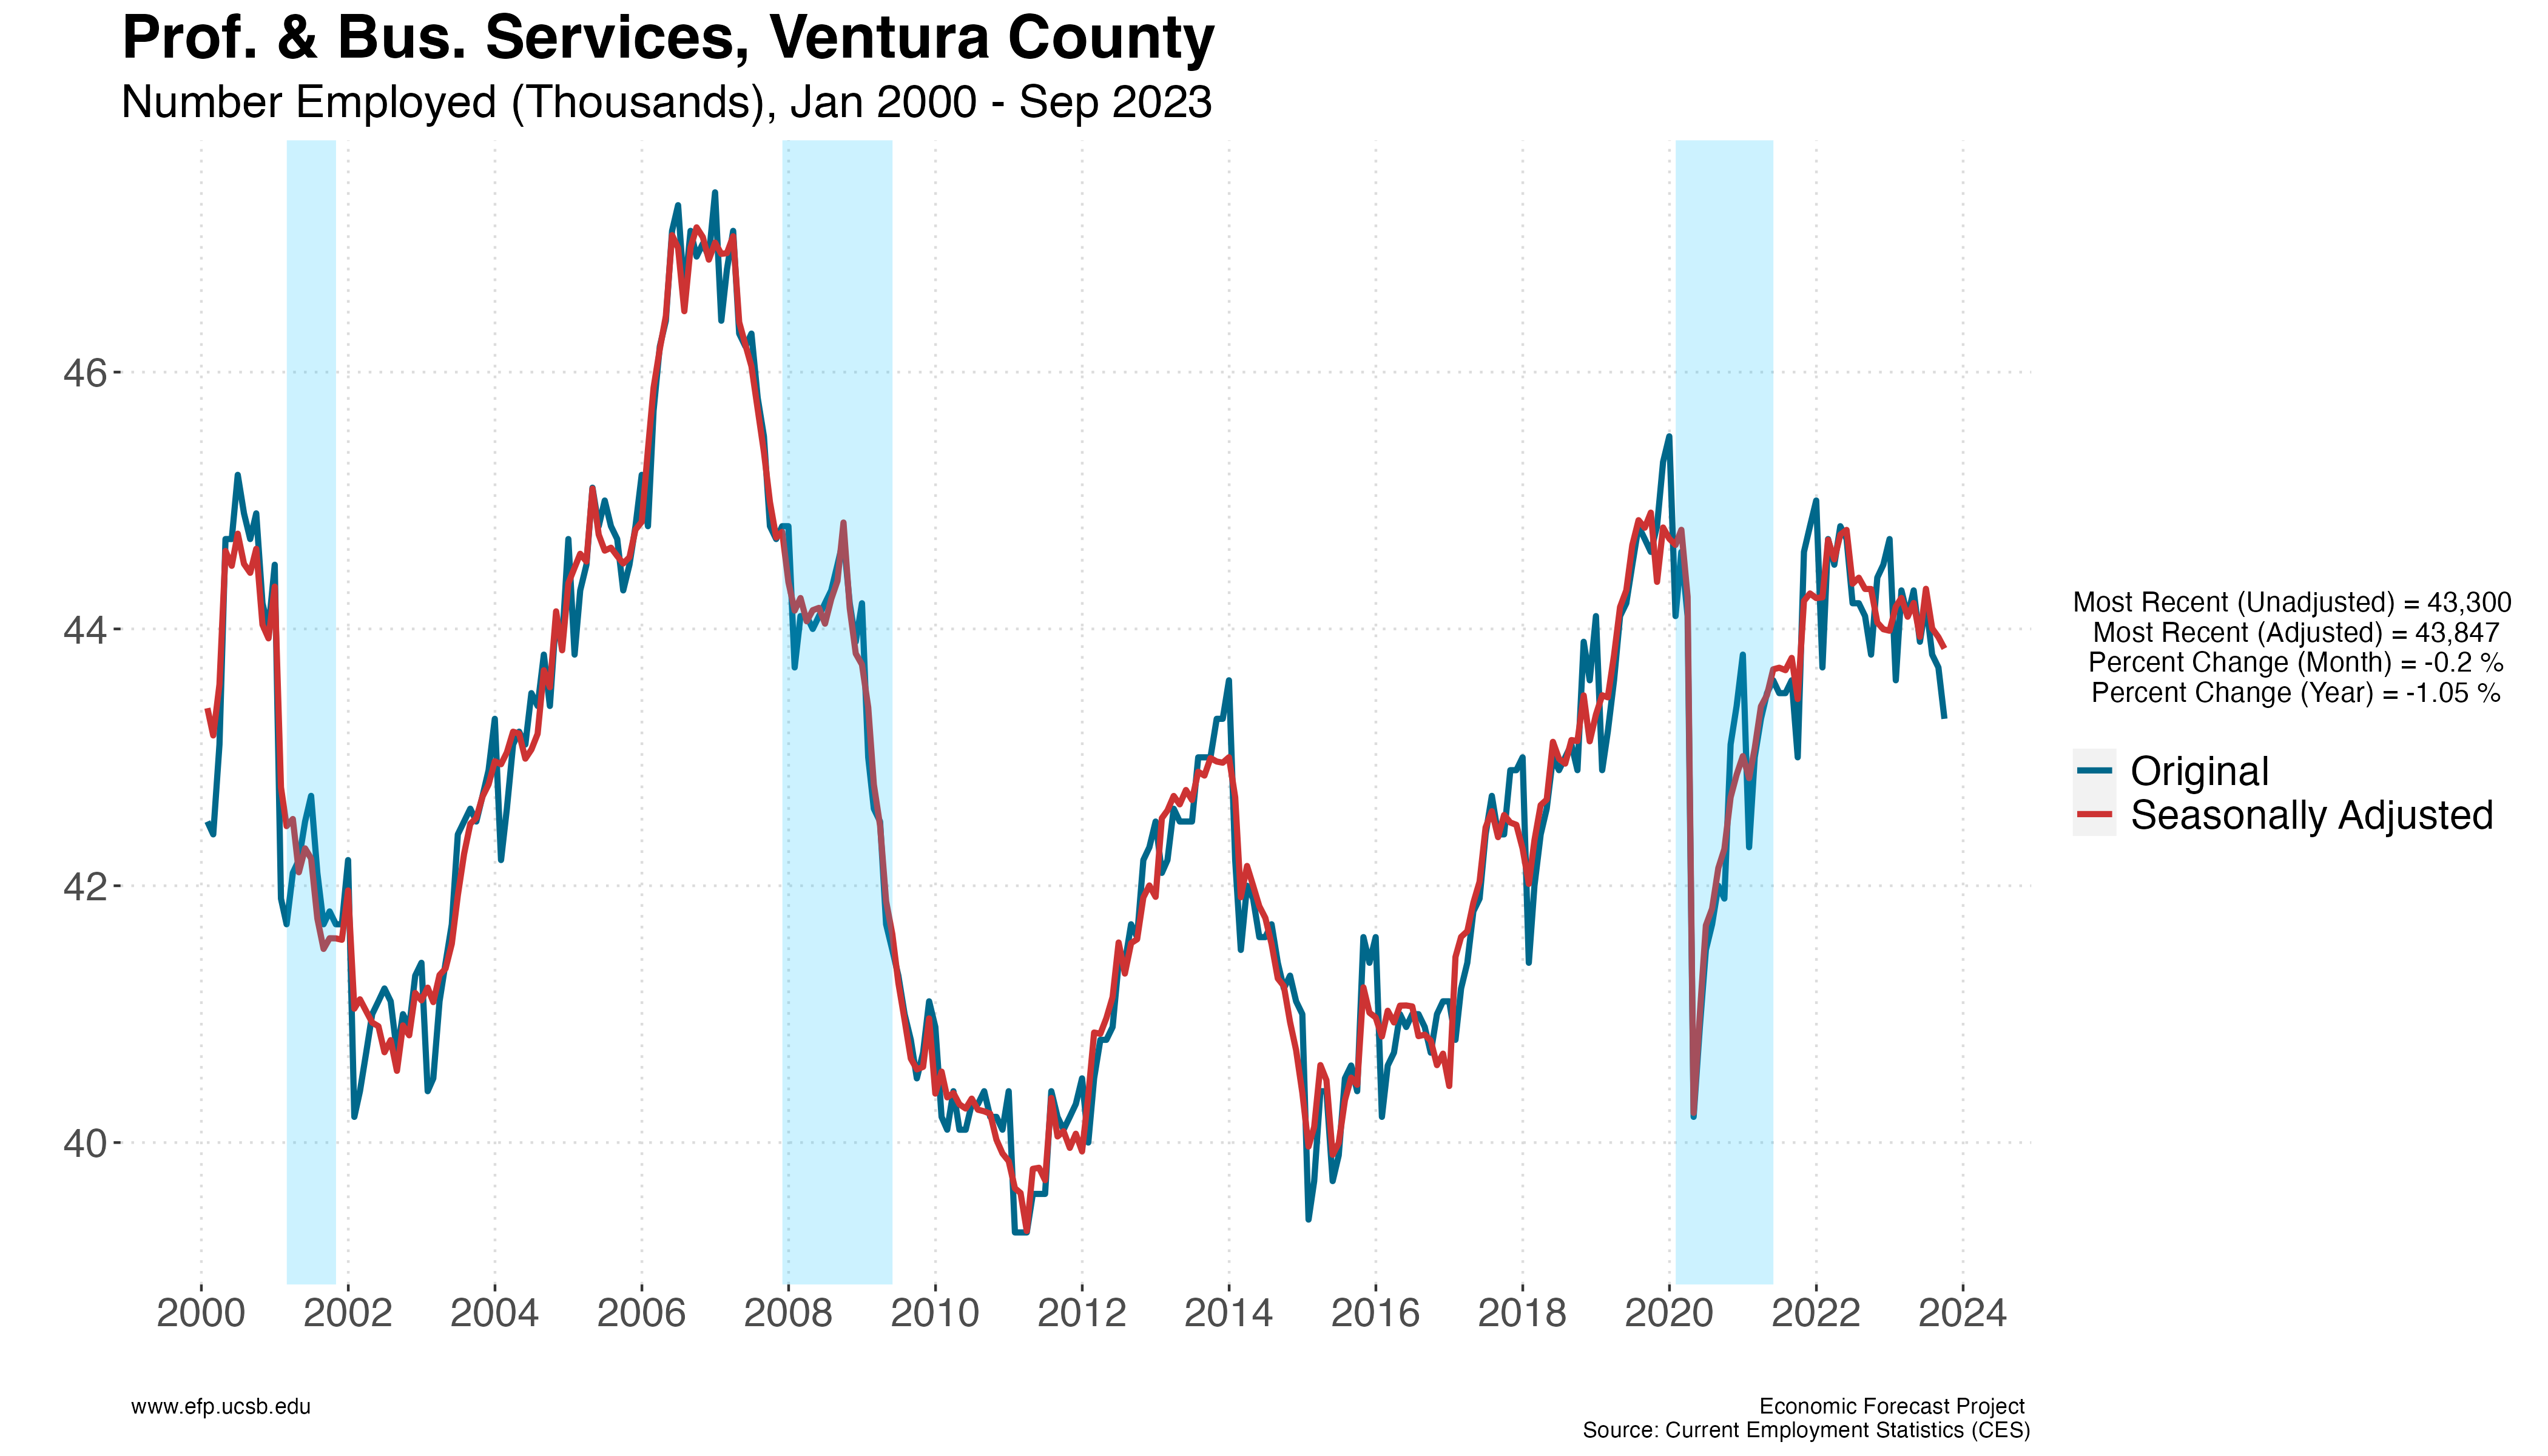 Prof. & Bus. Services, Ventura County
Number Employed (Thousands), Jan 2000 - Sep 2023
46
44
42
40
2000 2002 2004 2006 2008 2010 2012 2014 2016 2018 2020 2022 2024
Most Recent (Unadjusted) = 43,300
Most Recent (Adjusted) = 43,847
Percent Change (Month) = -0.2 %
Percent Change (Year) = -1.05 %
Original
Seasonally Adjusted
www.efp.ucsb.edu
Economic Forecast Project
Source: Current Employment Statistics (CES)